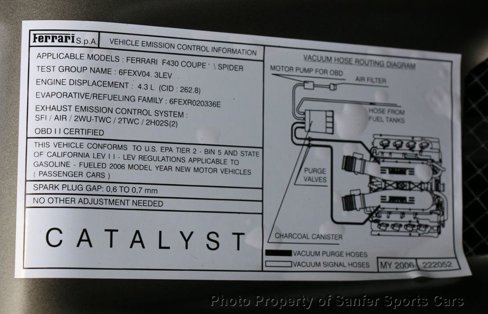 Ferrari S.p.A. VEHICLE EMISSION CONTROL INFORMATION
APPLICABLE MODELS : FERRARI F430 COUPE' \ SPIDER
TEST GROUP NAME : 6FEXV04. 3LEV
ENGINE DISPLACEMENT : 4.3 L (CID : 262.8)
EVAPORATIVE/REFUELING FAMILY : 6FEXR020336E
EXHAUST EMISSION CONTROL SYSTEM :
SFI / AIR / 2WU-TWC / 2TWC / 2HO2S(2)
OBD II CERTIFIED
THIS VEHICLE CONFORMS TO U.S. EPA TIER 2 - BIN 5 AND STATE
OF CALIFORNIA LEV II - LEV REGULATIONS APPLICABLE TO
GASOLINE - FUELED 2006 MODEL YEAR NEW MOTOR VEHICLES
( PASSENGER CARS )
SPARK PLUG GAP: 0,6 TO 0,7 mm
NO OTHER ADJUSTMENT NEEDED
CATALYST
VACUUM HOSE ROUTING DIAGRAM
MOTOR PUMP FOR OBD
AIR FILTER
HOSE FROM
FUEL TANKS
PURGE
VALVES
CHARCOAL CANISTER
VACUUM PURGE HOSES
VACUUM SIGNAL HOSES
MY 2006 222052
Photo Property of Sanfer Sports Cars